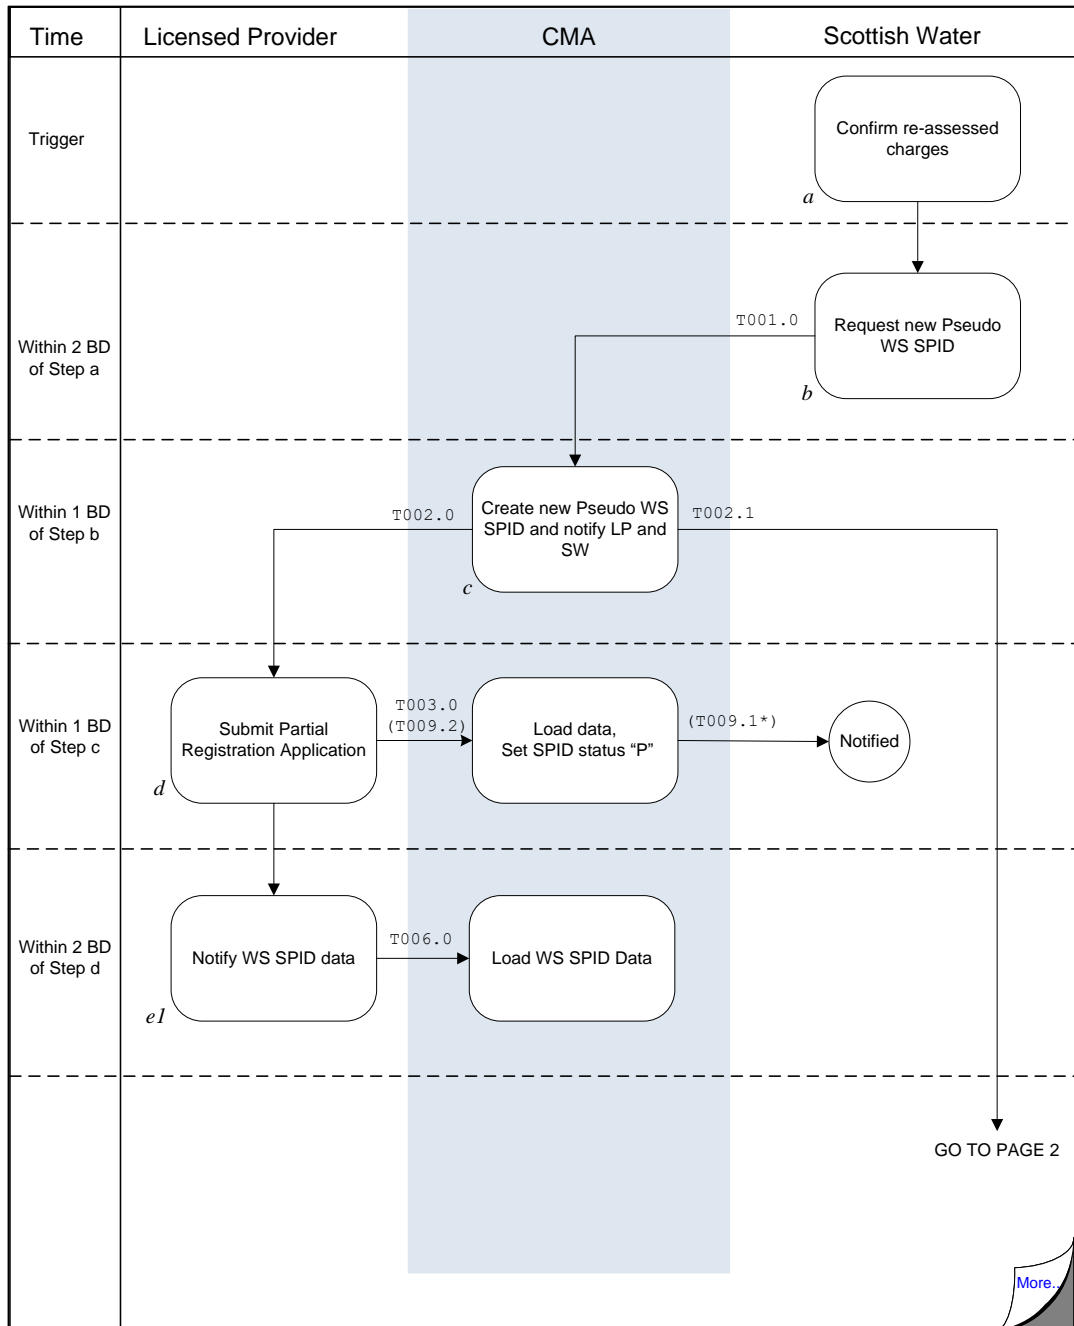 Time
Licensed Provider
CMA
Scottish Water
Trigger
Confirm re-assessed
charges
a
Within 2 BD
of Step a
T001.0
Request new Pseudo
WS SPID
b
Within 1 BD
of Step b
T002.0
Create new Pseudo WS
SPID and notify LP and
SW
T002.1
c
Within 1 BD
of Step c
Submit Partial
Registration Application
T003.0
(T009.2)
Load data,
Set SPID status “P”
(T009.1*)
Notified
d
Within 2 BD
of Step d
Notify WS SPID data
T006.0
Load WS SPID Data
e1
GO TO PAGE 2
More..